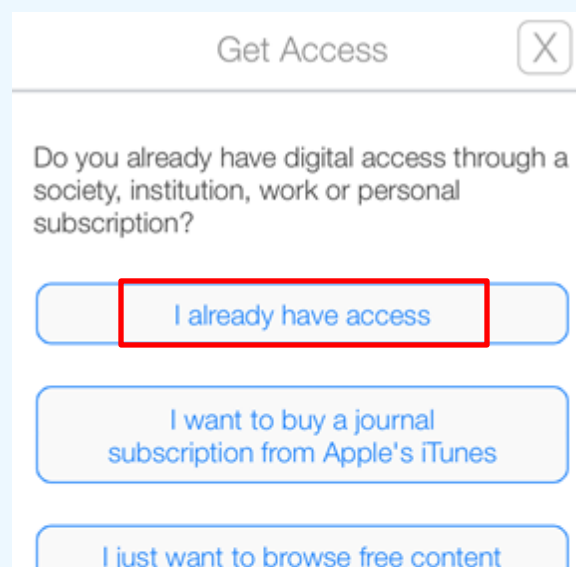 Get Access
X
Do you already have digital access through a
society, institution, work or personal
subscription?
I already have access
I want to buy a journal
subscription from Apple's iTunes
I just want to browse free content